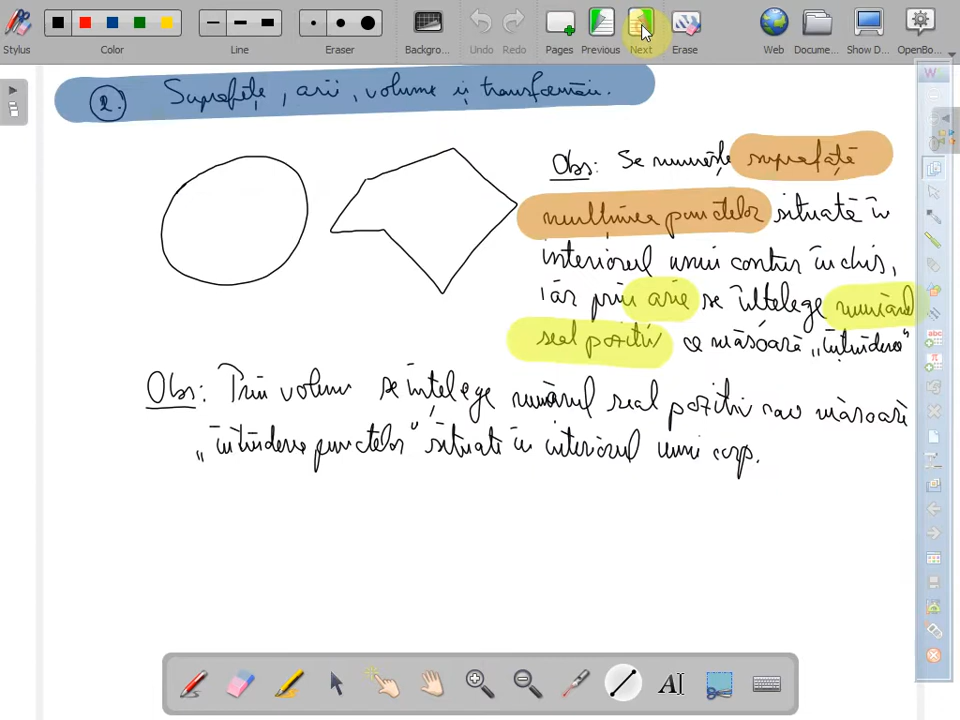 Stylus
Color
Line
Eraser
Backgro...
Undo
Redo
Pages
Previous
Next
Erase
Web
Docume...
Show D...
OpenBo...
2. Suprafețe, arii, volume și transformări.
Obs: Se numește suprafață
mulțimea punctelor situate în
interiorul unui contur închis,
iar prin arie se înțelege numărul
real pozitiv ce măsoară „întinderea"
Obs: Prin volum se înțelege numărul real pozitiv care măsoară
„întinderea punctelor" situate în interiorul unui corp.